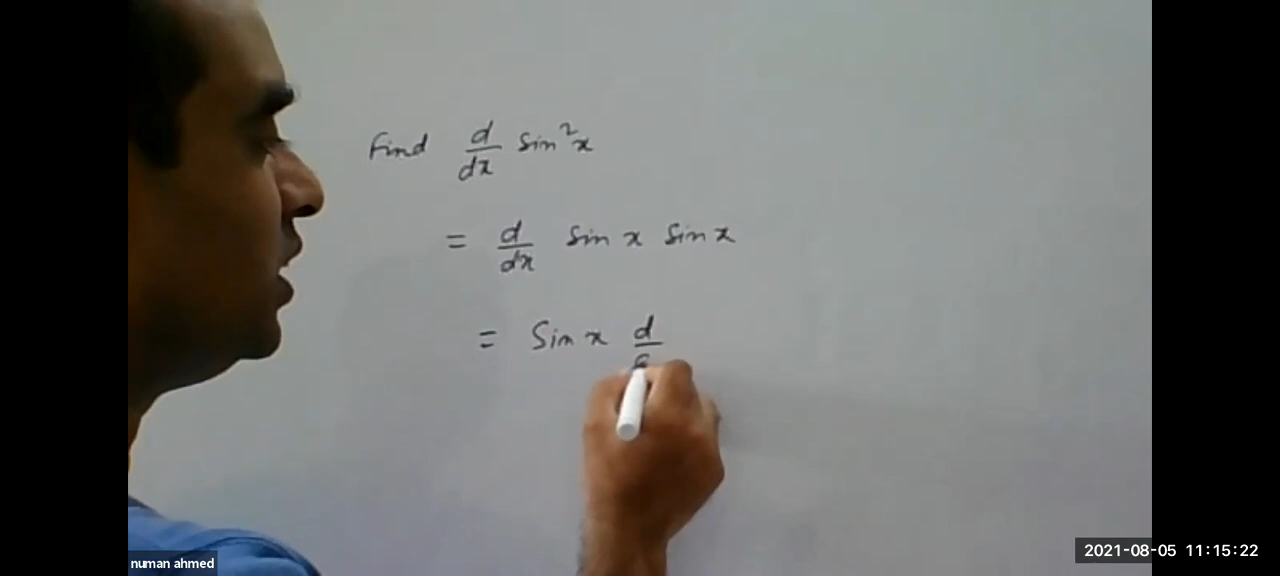 Find d/dx sin²x
= d/dx sin x sin x
= Sin x d
numan ahmed
2021-08-05 11:15:22